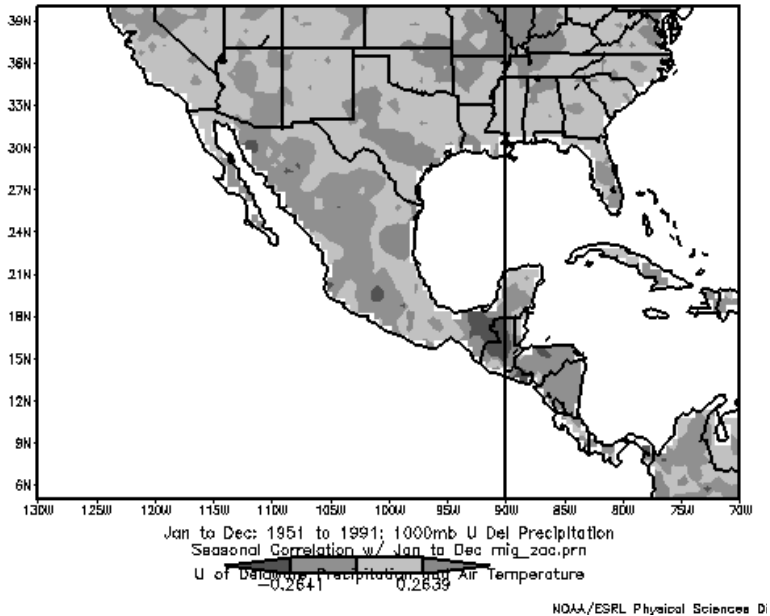 39N
36N
33N
30N
27N
24N
21N
18N
15N
12N
9N
6N
130W 125W 120W 115W 110W 105W 100W 95W 90W 85W 80W 75W 70W
Jan to Dec: 1951 to 1991: 1000mb U Del Precipitation
Seasonal Correlation w/ Jan to Dec mig_zac.prn
U of Delaware Precipitation and Air Temperature
-0.2641 0.2639
NOAA/ESRL Physical Sciences D